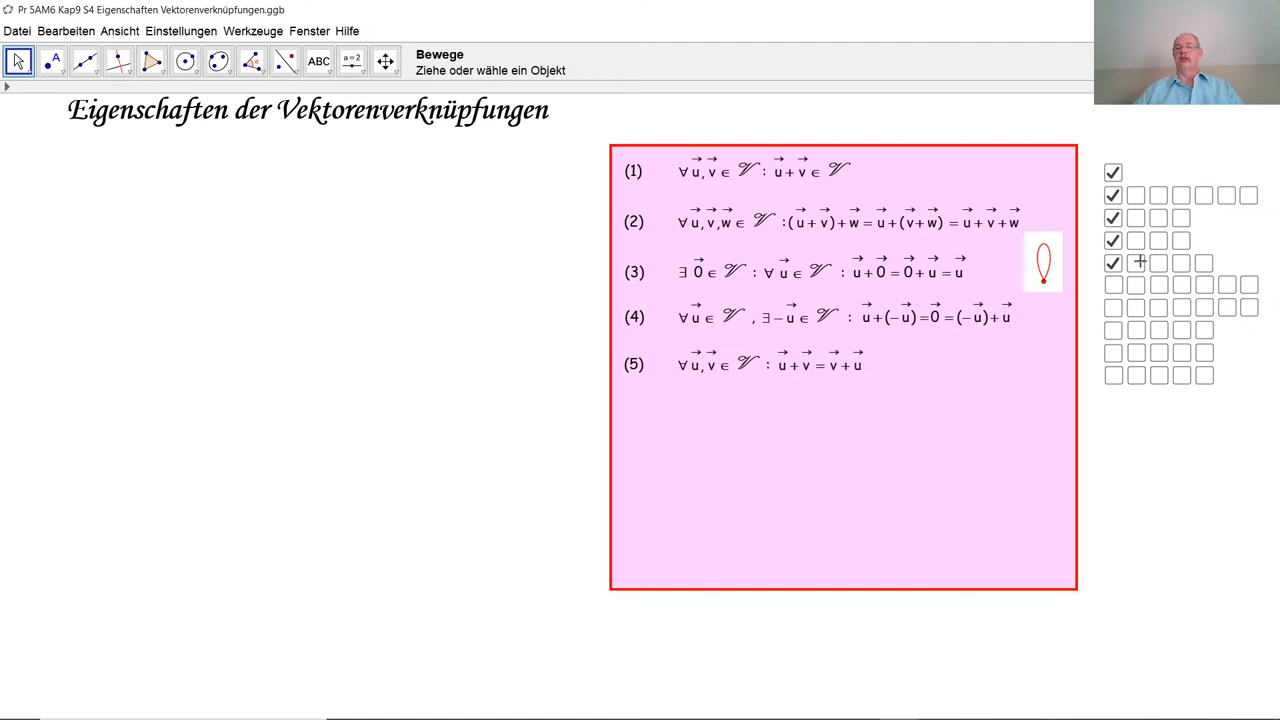 Pr 5AM6 Kap9 S4 Eigenschaften Vektorenverknüpfungen.ggb
Datei Bearbeiten Ansicht Einstellungen Werkzeuge Fenster Hilfe
A ABC a=2
Bewege
Ziehe oder wähle ein Objekt
Eigenschaften der Vektorenverknüpfungen
(1) ∀ u⃗, v⃗ ∈ 𝒱 : u⃗ + v⃗ ∈ 𝒱
(2) ∀ u⃗, v⃗, w⃗ ∈ 𝒱 : (u⃗ + v⃗) + w⃗ = u⃗ + (v⃗ + w⃗) = u⃗ + v⃗ + w⃗
(3) ∃ 0⃗ ∈ 𝒱 : ∀ u⃗ ∈ 𝒱 : u⃗ + 0⃗ = 0⃗ + u⃗ = u⃗
(4) ∀ u⃗ ∈ 𝒱 , ∃ −u⃗ ∈ 𝒱 : u⃗ + (−u⃗) = 0⃗ = (−u⃗) + u⃗
(5) ∀ u⃗, v⃗ ∈ 𝒱 : u⃗ + v⃗ = v⃗ + u⃗